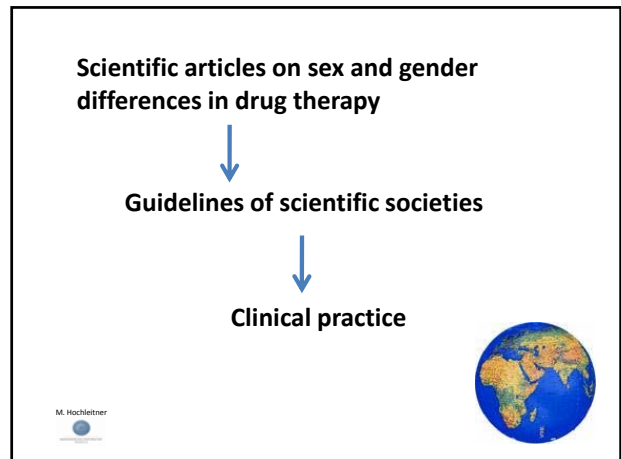 Scientific articles on sex and gender
differences in drug therapy
Guidelines of scientific societies
Clinical practice
M. Hochleitner